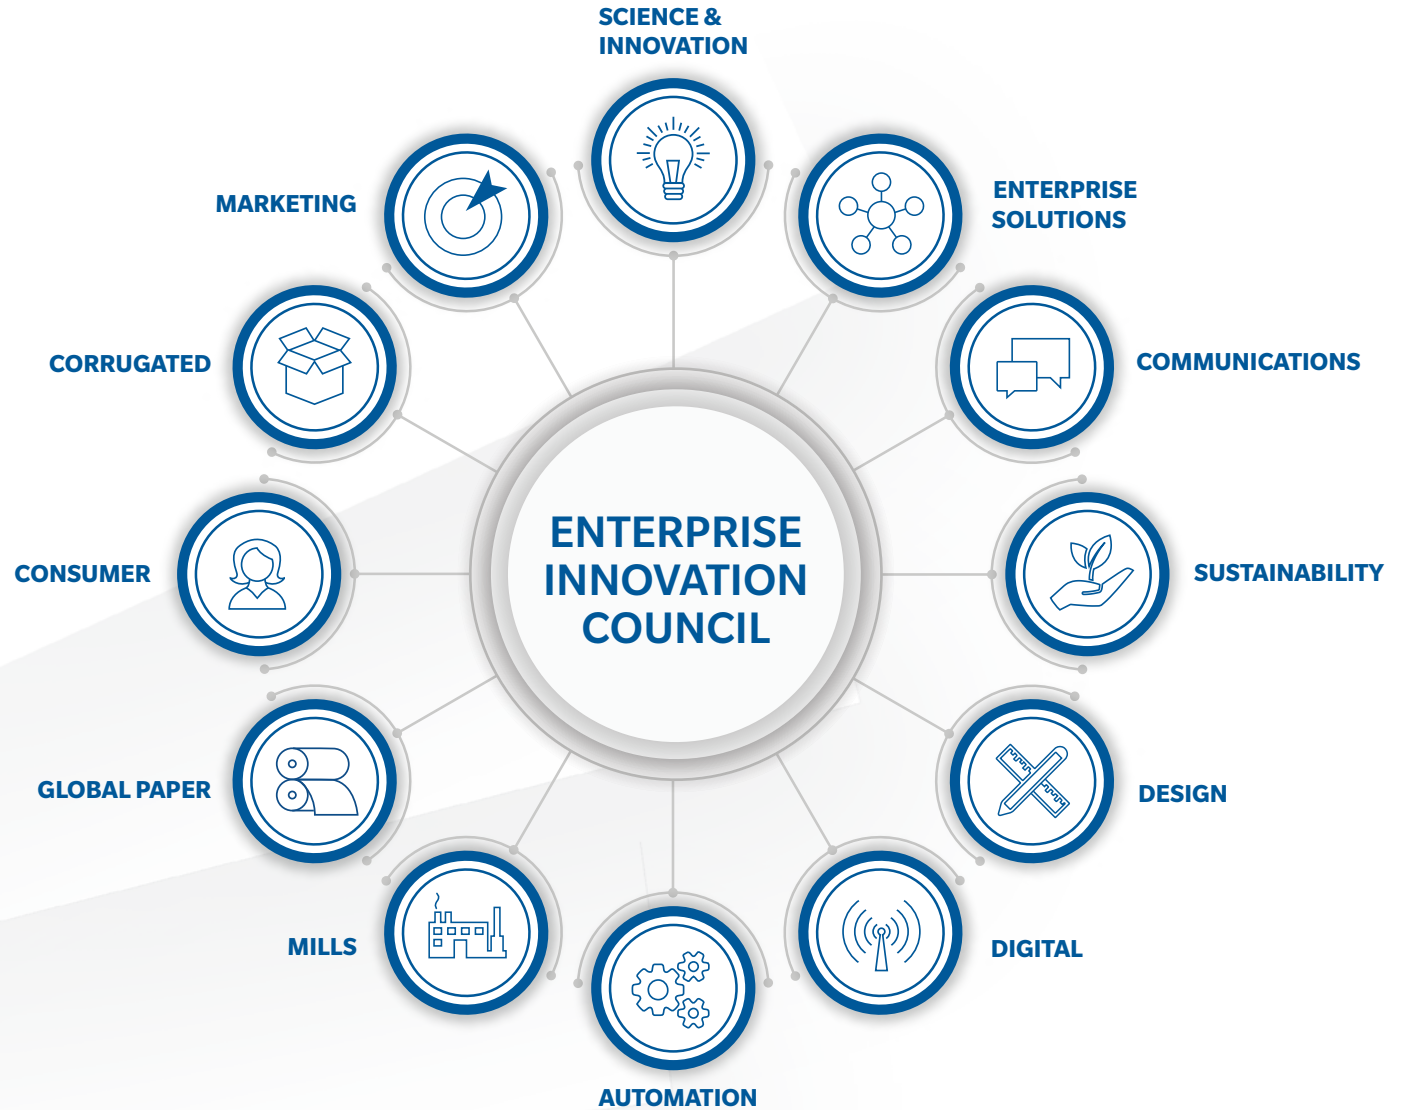 SCIENCE &
INNOVATION
MARKETING
ENTERPRISE
SOLUTIONS
CORRUGATED
COMMUNICATIONS
ENTERPRISE
INNOVATION
COUNCIL
CONSUMER
SUSTAINABILITY
GLOBAL PAPER
DESIGN
MILLS
DIGITAL
AUTOMATION